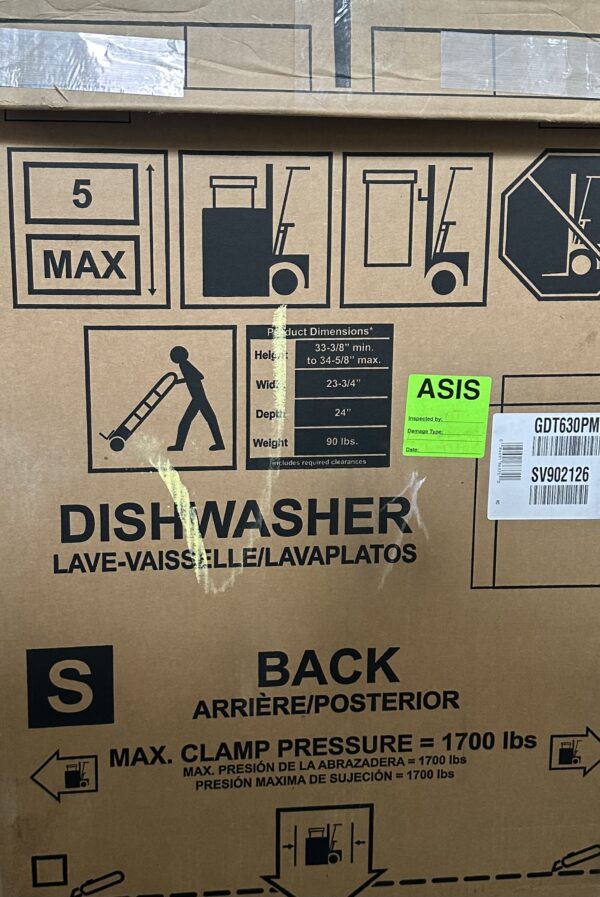 5
MAX
Product Dimensions*
Height 33-3/8" min. to 34-5/8" max.
Width 23-3/4"
Depth 24"
Weight 90 lbs.
includes required clearances
ASIS
Inspected by:
Damage Type:
Date:
GDT630PM
SV902126
DISHWASHER
LAVE-VAISSELLE/LAVAPLATOS
S
BACK
ARRIÈRE/POSTERIOR
MAX. CLAMP PRESSURE = 1700 lbs
MAX. PRESIÓN DE LA ABRAZADERA = 1700 lbs
PRESIÓN MAXIMA DE SUJECIÓN = 1700 lbs